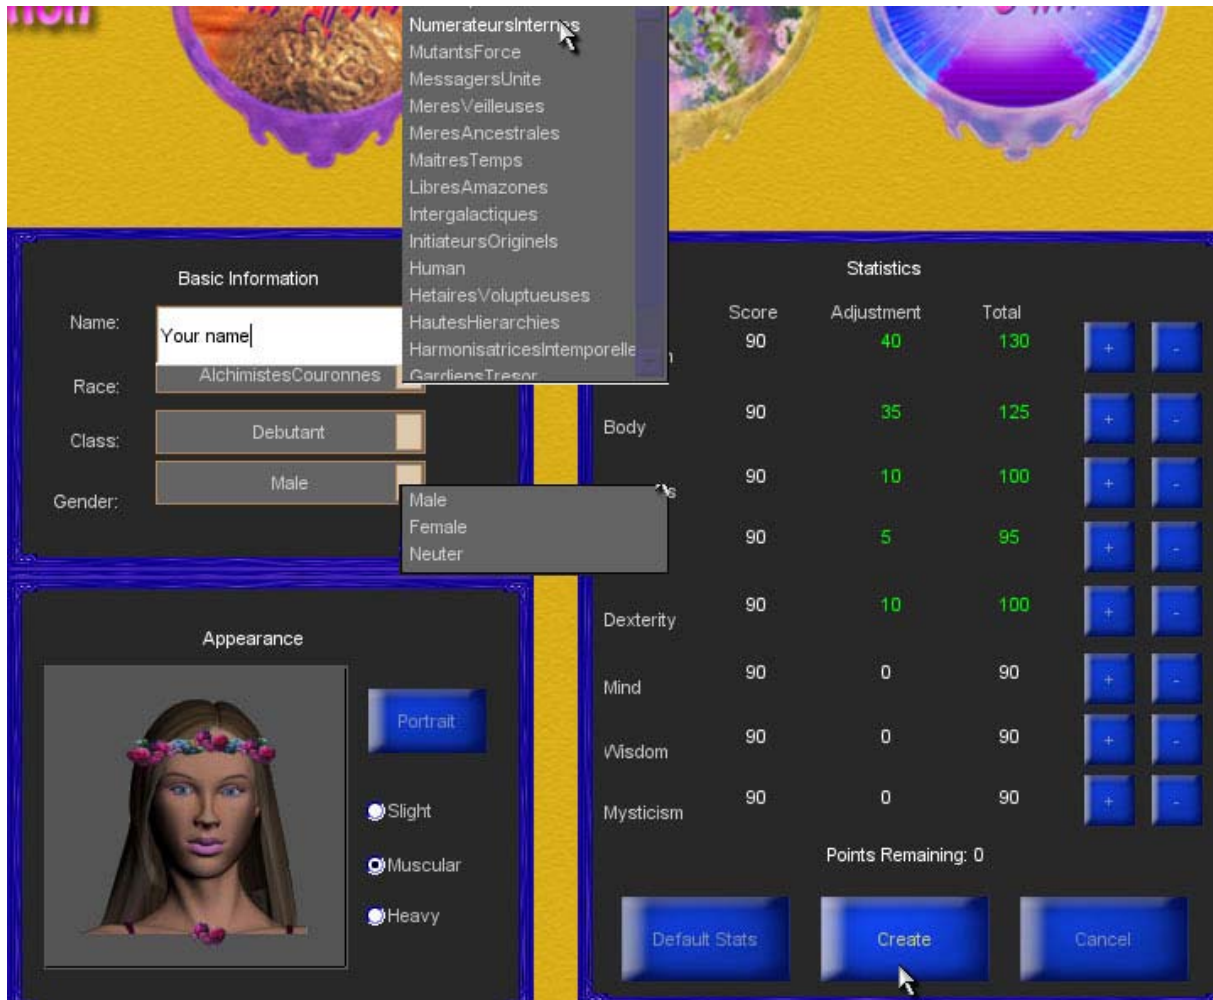 NumerateursInternes
MutantsForce
MessagersUnite
MeresVeilleuses
MeresAncestrales
MaitresTemps
LibresAmazones
Intergalactiques
InitiateursOriginels
Human
HetairesVoluptueuses
HautesHierarchies
HarmonisatricesIntemporelle
GardiensTresor
Basic Information
Name:
Your name
Race:
AlchimistesCouronnes
Class:
Debutant
Gender:
Male
Male
Female
Neuter
Appearance
Portrait
Slight
Muscular
Heavy
Statistics
Score Adjustment Total
90 40 130 + -
Body 90 35 125 + -
90 10 100 + -
90 5 95 + -
Dexterity 90 10 100 + -
Mind 90 0 90 + -
Wisdom 90 0 90 + -
Mysticism 90 0 90 + -
Points Remaining: 0
Default Stats Create Cancel